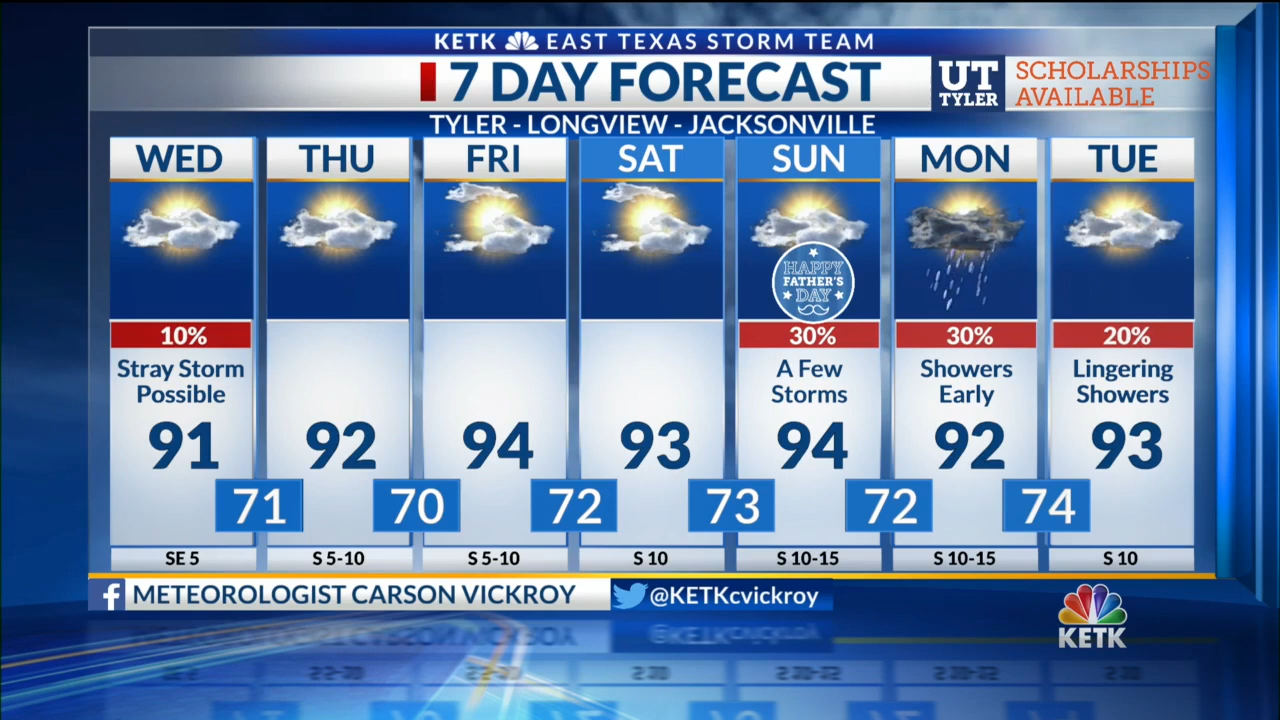 KETK EAST TEXAS STORM TEAM
7 DAY FORECAST
UT
TYLER
SCHOLARSHIPS
AVAILABLE
TYLER - LONGVIEW - JACKSONVILLE
WED THU FRI SAT SUN MON TUE
HAPPY
FATHER'S
DAY
10% 30% 30% 20%
Stray Storm A Few Showers Lingering
Possible Storms Early Showers
91 92 94 93 94 92 93
71 70 72 73 72 74
SE 5 S 5-10 S 5-10 S 10 S 10-15 S 10-15 S 10
f METEOROLOGIST CARSON VICKROY @KETKcvickroy
KETK